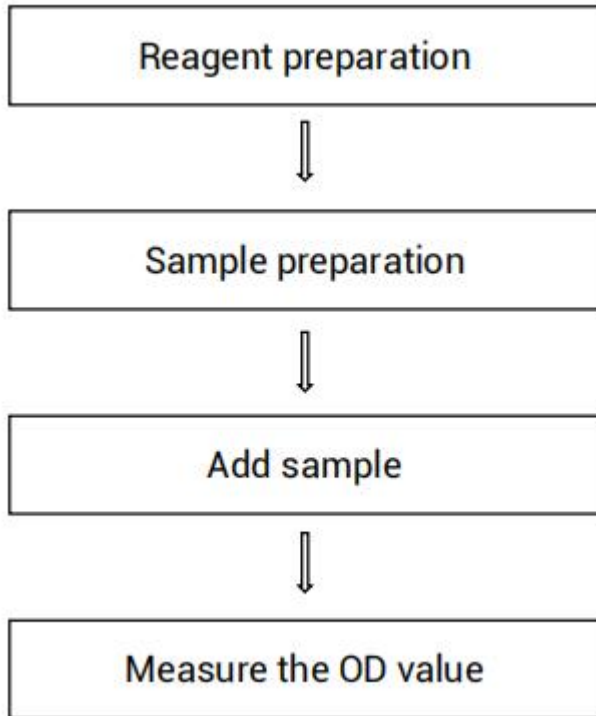 Reagent preparation
Sample preparation
Add sample
Measure the OD value